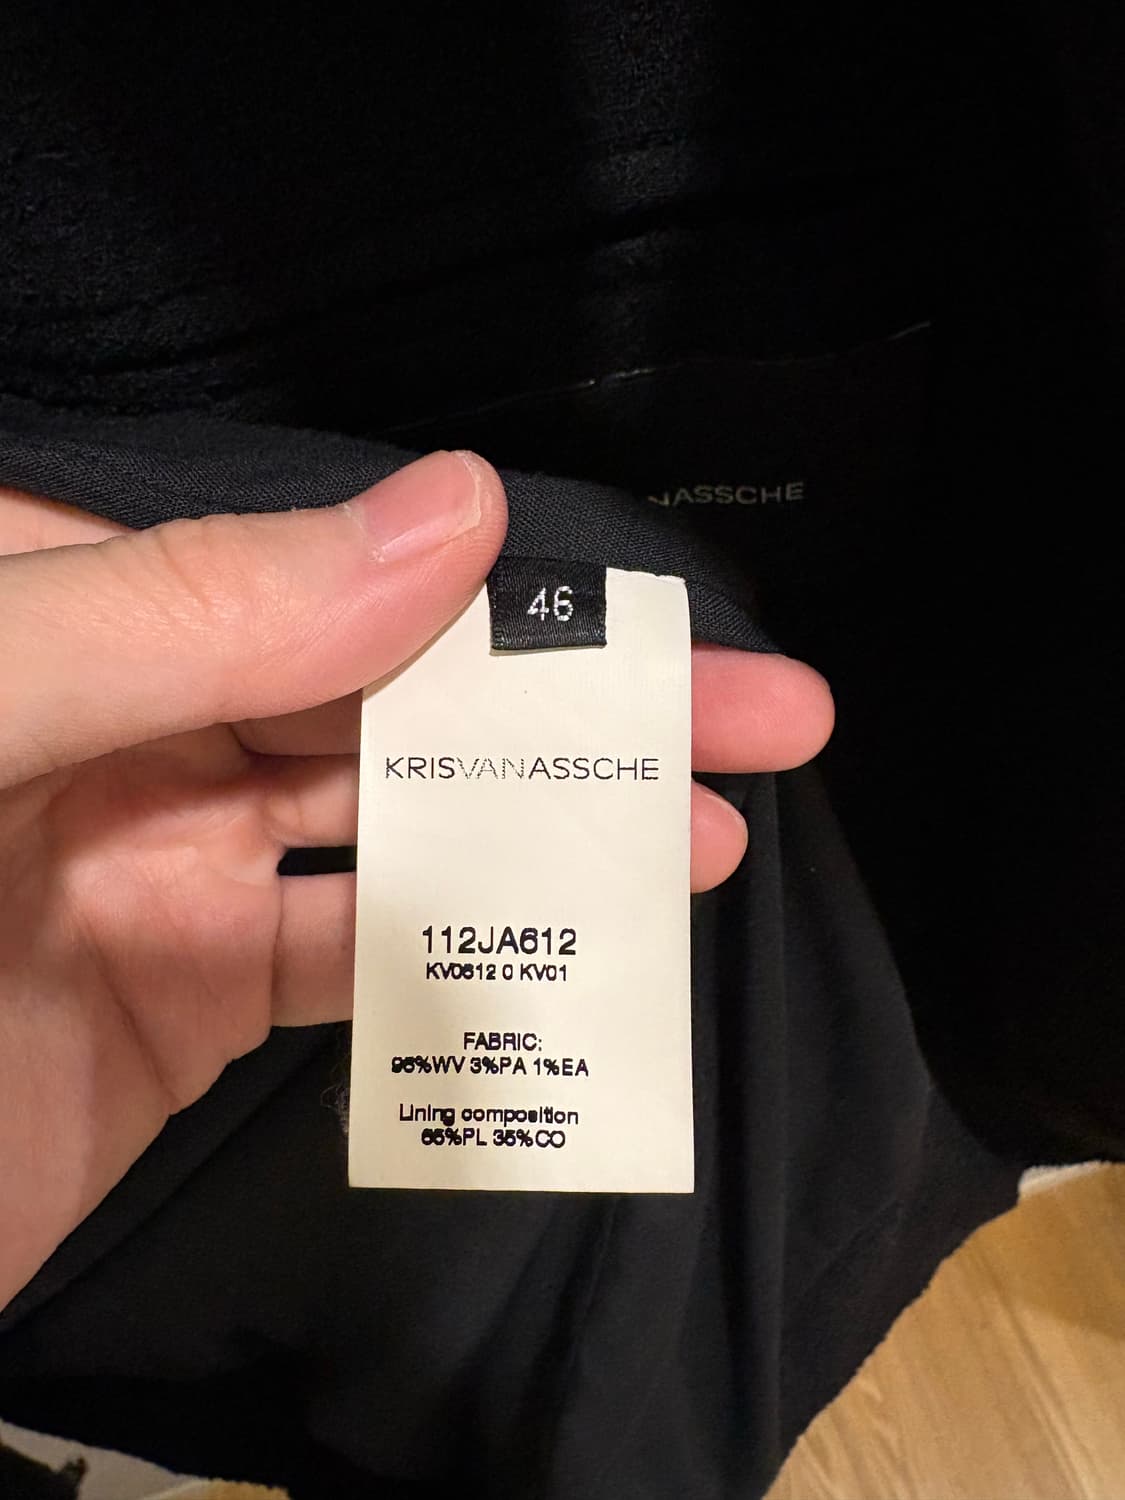 NASSCHE
46
KRISVANASSCHE
112JA612
KV0612 0 KV01
FABRIC:
96%WV 3%PA 1%EA
Lining composition
65%PL 35%CO